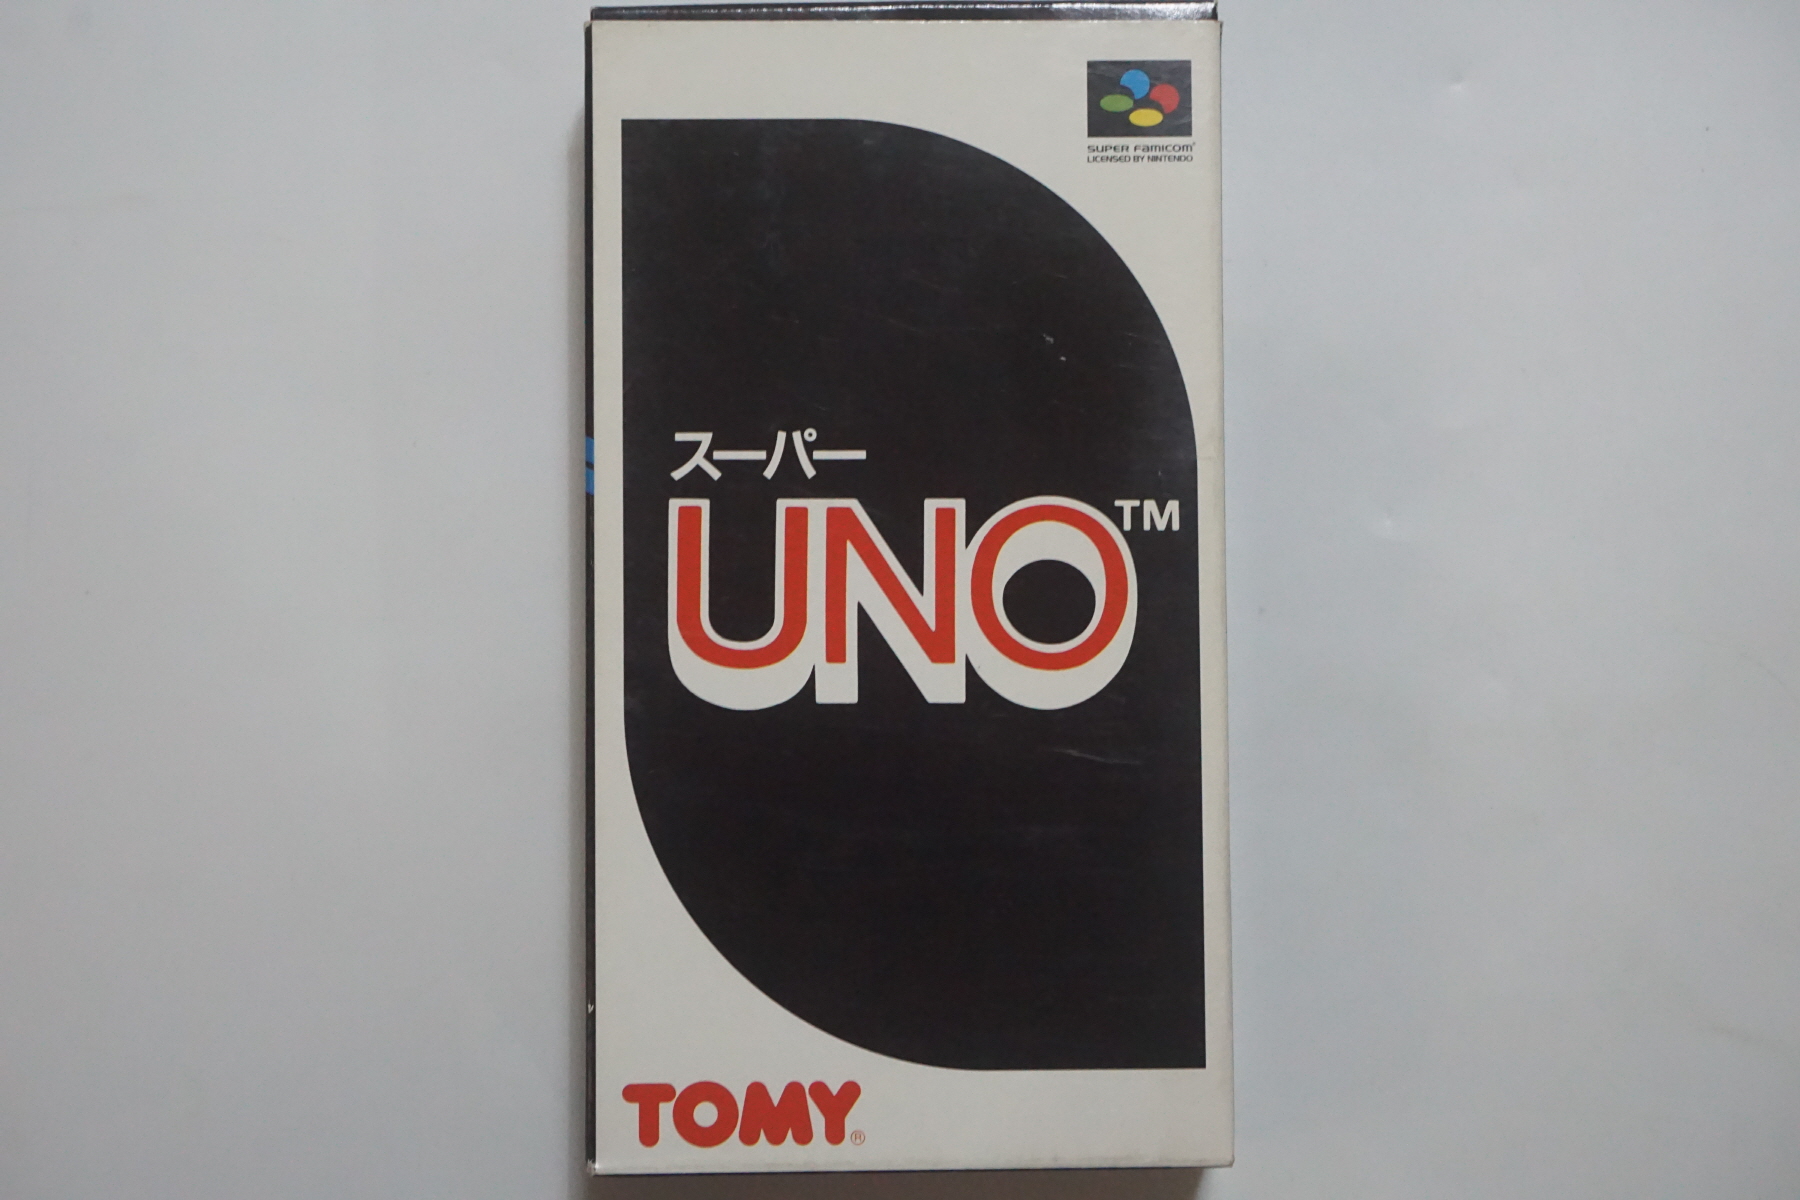 SUPER FAMICOM®
LICENSED BY NINTENDO
スーパー
UNO™
TOMY®